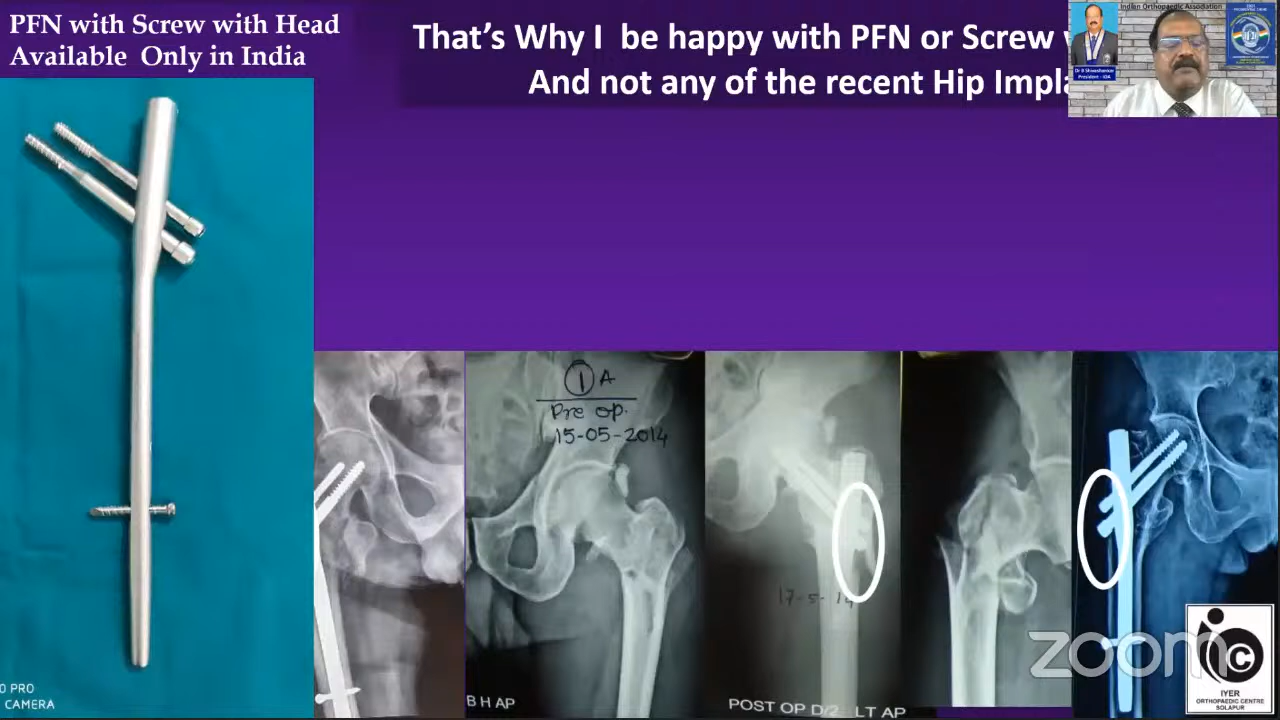 PFN with Screw with Head
Available Only in India
That's Why I be happy with PFN or Screw
And not any of the recent Hip
Indian Orthopaedic Association
President - IOA
1 A
Pre op.
15-05-2014
17-5-14
B H AP
POST OP D/2 LT AP
O PRO
CAMERA
zoom
IYER
ORTHOPAEDIC CENTRE
SOLAPUR